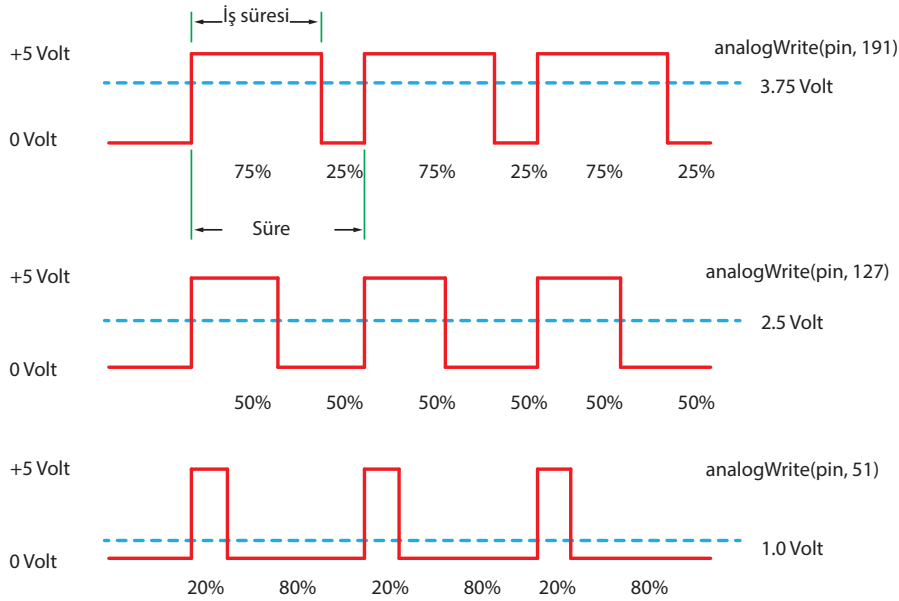 İş süresi
+5 Volt
analogWrite(pin, 191)
3.75 Volt
0 Volt
75% 25% 75% 25% 75% 25%
Süre
+5 Volt
analogWrite(pin, 127)
2.5 Volt
0 Volt
50% 50% 50% 50% 50% 50%
+5 Volt
analogWrite(pin, 51)
1.0 Volt
0 Volt
20% 80% 20% 80% 20% 80%